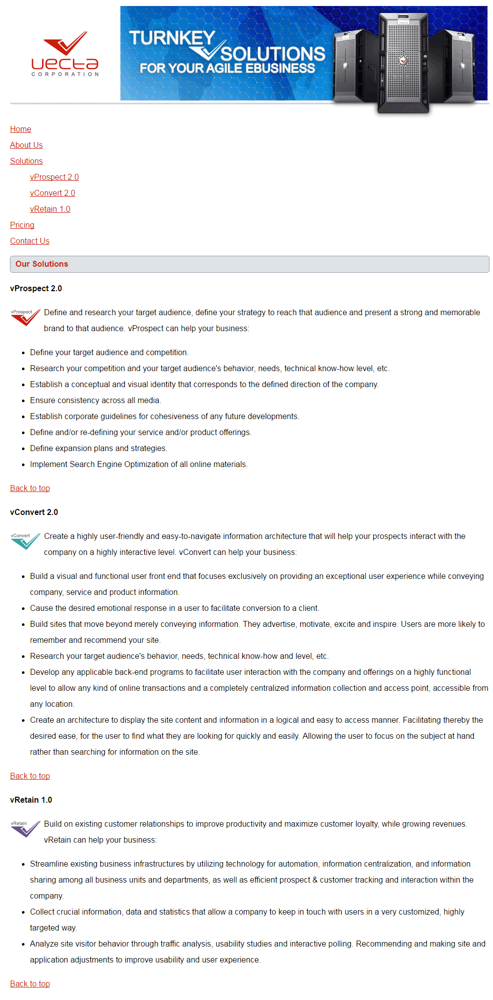 vecta
CORPORATION
TURNKEY
SOLUTIONS
FOR YOUR AGILE EBUSINESS
Home
About Us
Solutions
vProspect 2.0
vConvert 2.0
vRetain 1.0
Pricing
Contact Us
Our Solutions
vProspect 2.0
vProspect
Define and research your target audience, define your strategy to reach that audience and present a strong and memorable
brand to that audience. vProspect can help your business:
Define your target audience and competition.
Research your competition and your target audience's behavior, needs, technical know-how level, etc.
Establish a conceptual and visual identity that corresponds to the defined direction of the company.
Ensure consistency across all media.
Establish corporate guidelines for cohesiveness of any future developments.
Define and/or re-defining your service and/or product offerings.
Define expansion plans and strategies.
Implement Search Engine Optimization of all online materials.
Back to top
vConvert 2.0
vConvert
Create a highly user-friendly and easy-to-navigate information architecture that will help your prospects interact with the
company on a highly interactive level. vConvert can help your business:
Build a visual and functional user front end that focuses exclusively on providing an exceptional user experience while conveying
company, service and product information.
Cause the desired emotional response in a user to facilitate conversion to a client.
Build sites that move beyond merely conveying information. They advertise, motivate, excite and inspire. Users are more likely to
remember and recommend your site.
Research your target audience's behavior, needs, technical know-how and level, etc.
Develop any applicable back-end programs to facilitate user interaction with the company and offerings on a highly functional
level to allow any kind of online transactions and a completely centralized information collection and access point, accessible from
any location.
Create an architecture to display the site content and information in a logical and easy to access manner. Facilitating thereby the
desired ease, for the user to find what they are looking for quickly and easily. Allowing the user to focus on the subject at hand
rather than searching for information on the site.
Back to top
vRetain 1.0
vRetain
Build on existing customer relationships to improve productivity and maximize customer loyalty, while growing revenues.
vRetain can help your business:
Streamline existing business infrastructures by utilizing technology for automation, information centralization, and information
sharing among all business units and departments, as well as efficient prospect & customer tracking and interaction within the
company.
Collect crucial information, data and statistics that allow a company to keep in touch with users in a very customized, highly
targeted way.
Analyze site visitor behavior through traffic analysis, usability studies and interactive polling. Recommending and making site and
application adjustments to improve usability and user experience.
Back to top